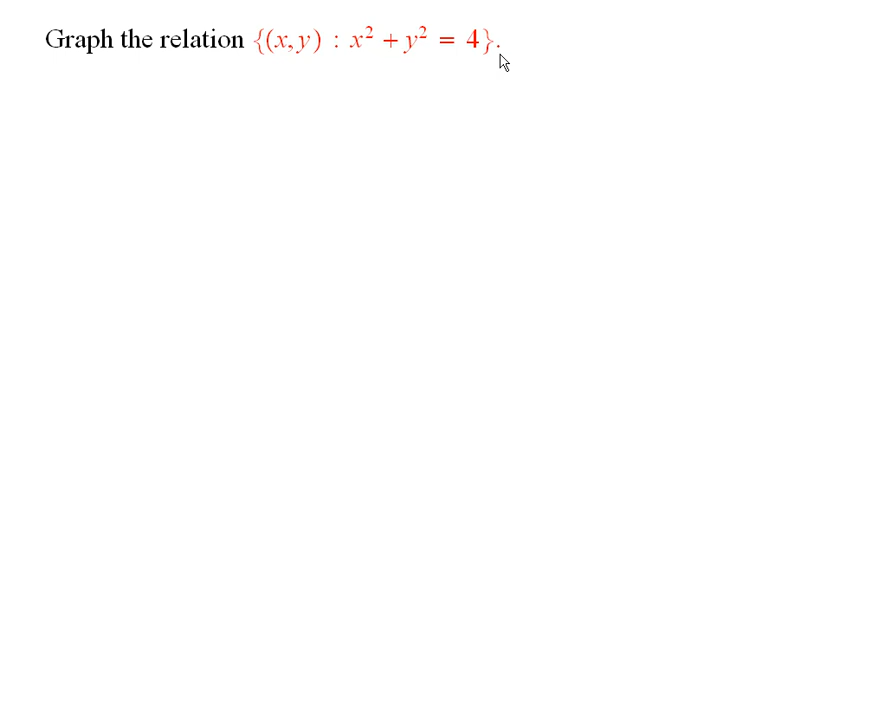 Graph the relation {(x, y) : x² + y² = 4}.